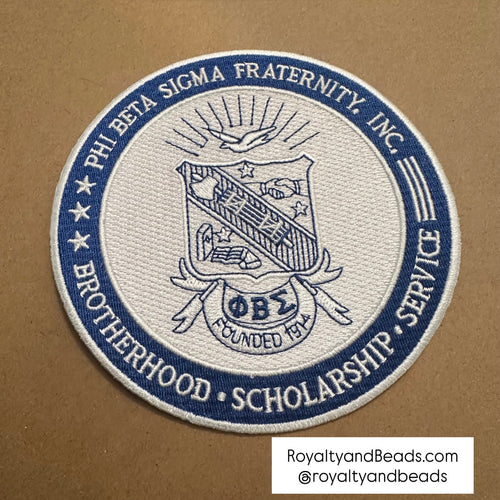 PHI BETA SIGMA FRATERNITY, INC.
BROTHERHOOD • SCHOLARSHIP • SERVICE
ΦΒΣ
FOUNDED 1914
RoyaltyandBeads.com
@royaltyandbeads